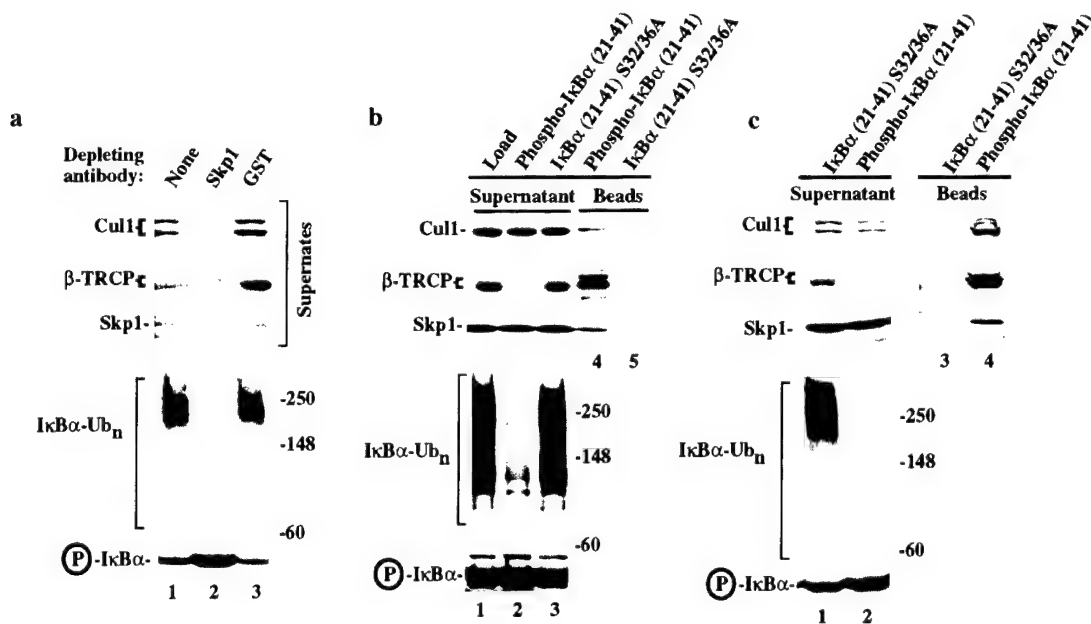 a
Depleting
antibody:
None
Skp1
GST
Cul1
β-TRCP
Skp1-
Supernates
IκBα-Ubn
-250
-148
-60
P -IκBα-
1 2 3
b
Load
Phospho-IκBα (21-41)
IκBα (21-41) S32/36A
Phospho-IκBα (21-41)
IκBα (21-41) S32/36A
Supernatant Beads
Cul1-
β-TRCP
Skp1-
4 5
IκBα-Ubn
-250
-148
-60
P -IκBα-
1 2 3
c
IκBα (21-41) S32/36A
Phospho-IκBα (21-41)
IκBα (21-41) S32/36A
Phospho-IκBα (21-41)
Supernatant Beads
Cul1
β-TRCP
Skp1-
3 4
IκBα-Ubn
-250
-148
-60
P -IκBα-
1 2